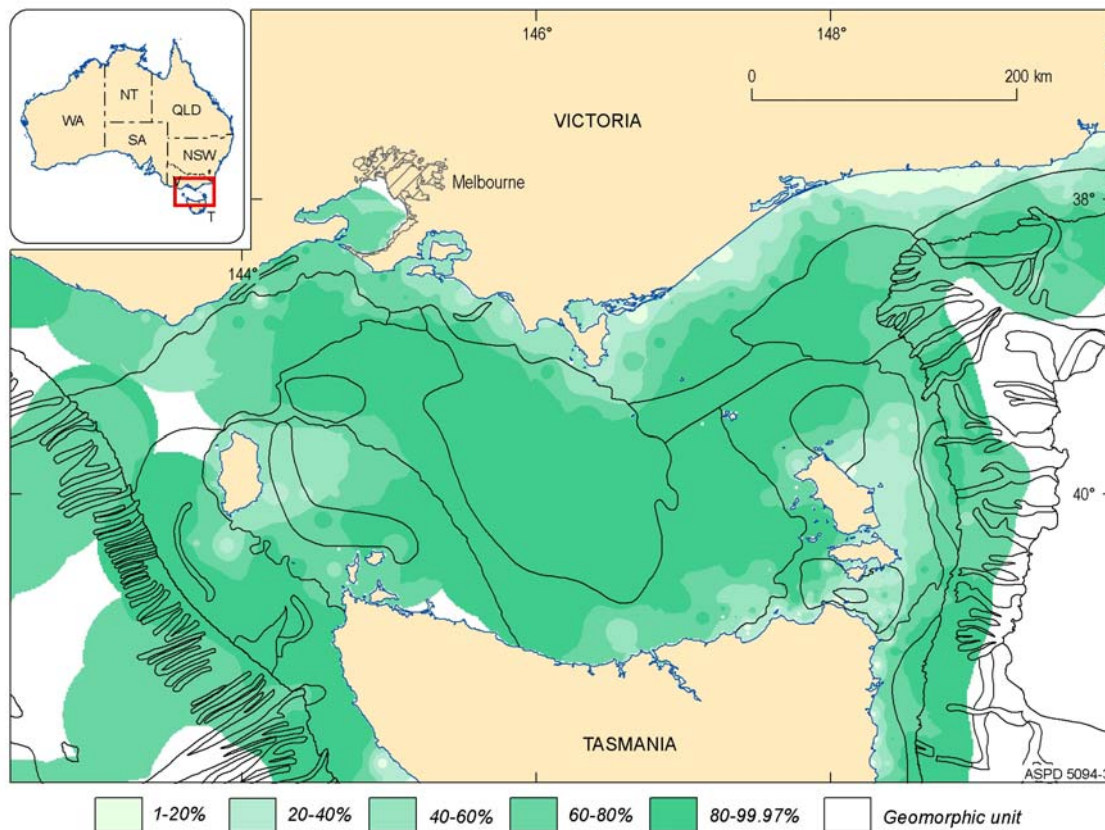 146°
148°
0
200 km
NT
WA
QLD
SA
NSW
T
VICTORIA
Melbourne
38°
144°
40°
TASMANIA
ASPD 5094-3
1-20%
20-40%
40-60%
60-80%
80-99.97%
Geomorphic unit